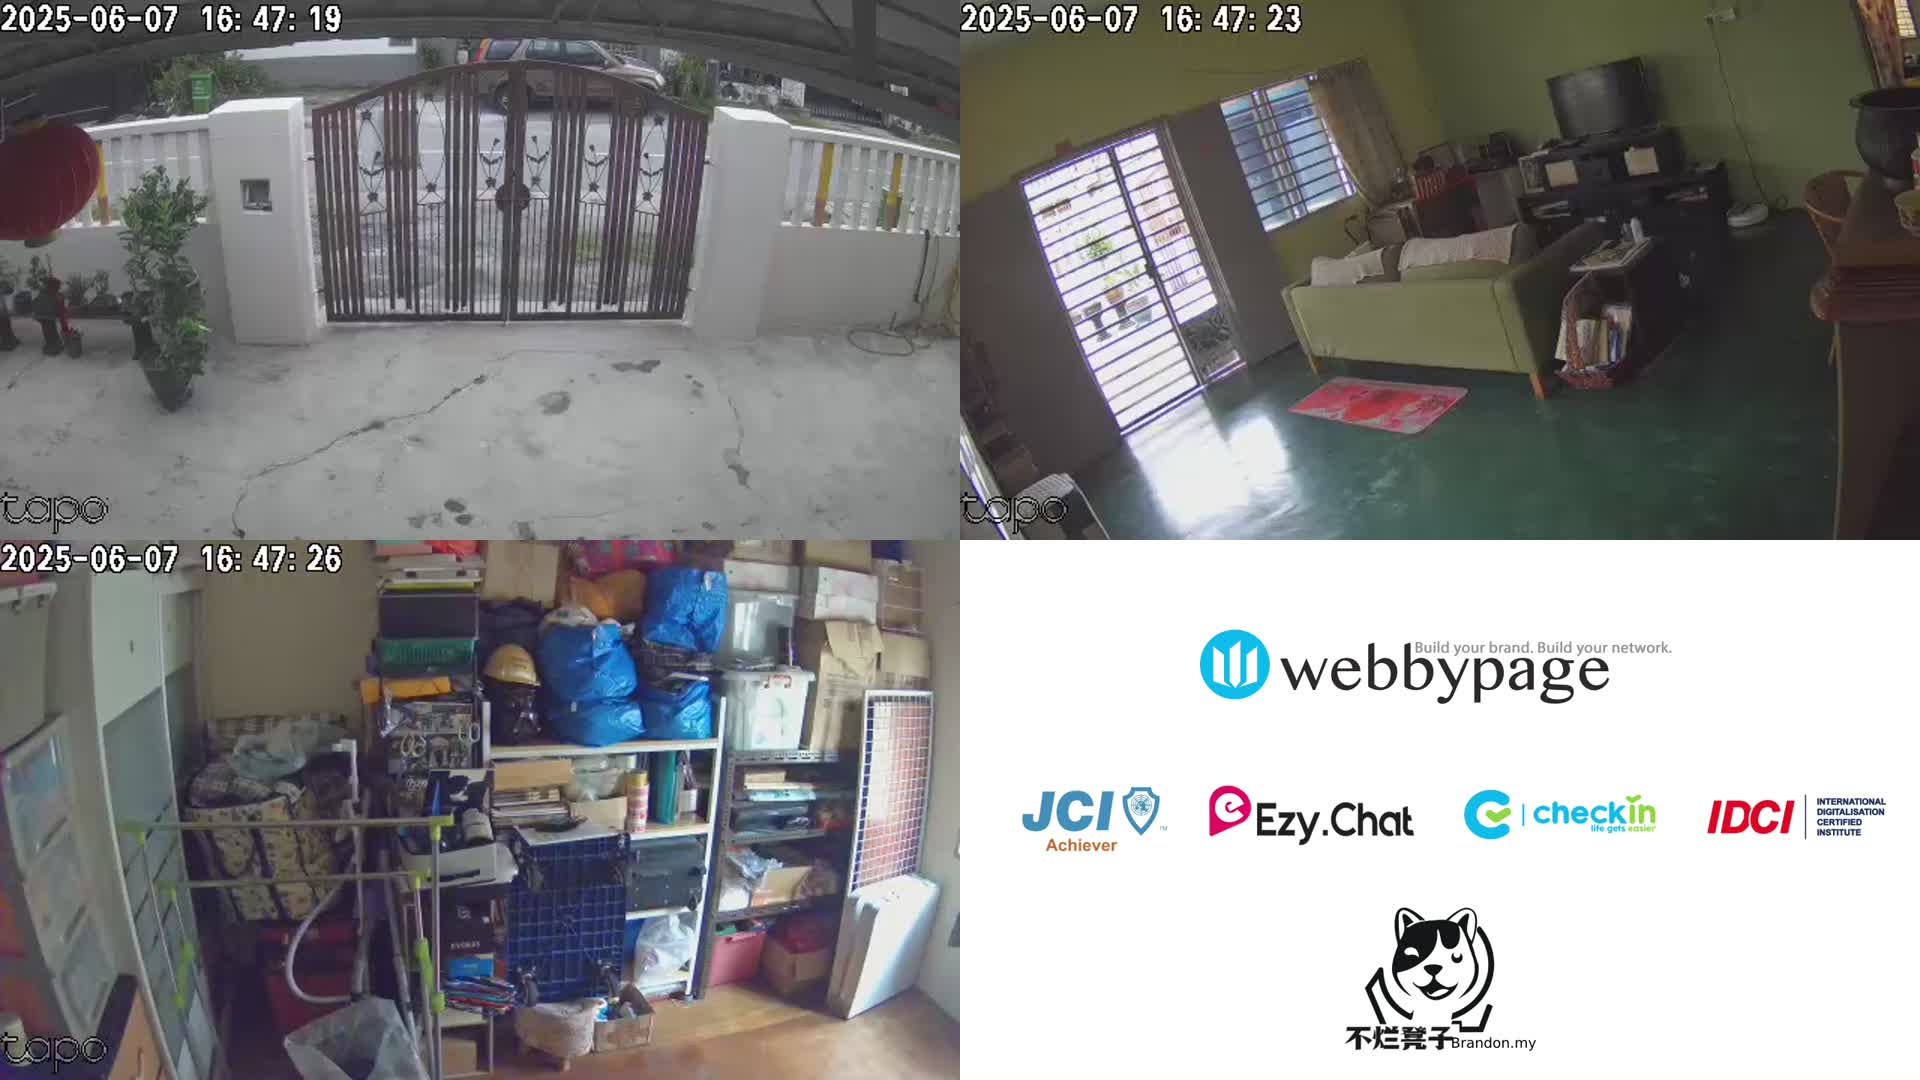 2025-06-07 16:47:19
tapo
2025-06-07 16:47:23
tapo
2025-06-07 16:47:26
tapo
Build your brand. Build your network.
webbypage
JCI
TM
Achiever
Ezy.Chat
checkin
life gets easier
IDCI
INTERNATIONAL
DIGITALISATION
CERTIFIED
INSTITUTE
不烂凳子
Brandon.my